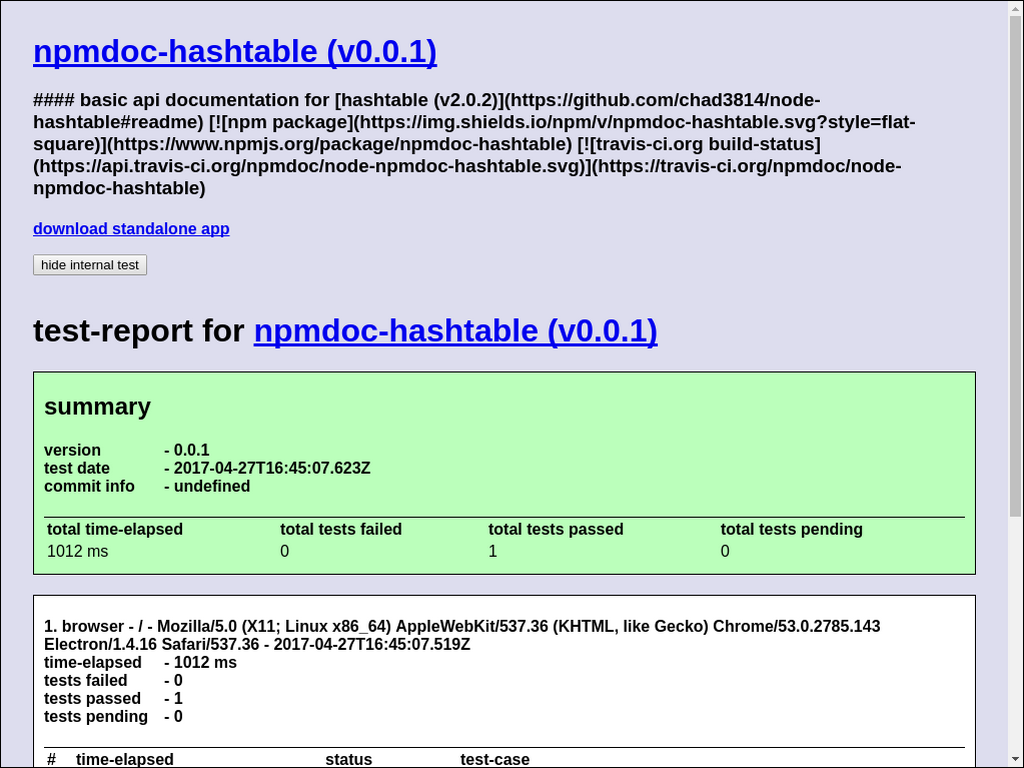 npmdoc-hashtable (v0.0.1)
#### basic api documentation for [hashtable (v2.0.2)](https://github.com/chad3814/node-
hashtable#readme) [![npm package](https://img.shields.io/npm/v/npmdoc-hashtable.svg?style=flat-
square)](https://www.npmjs.org/package/npmdoc-hashtable) [![travis-ci.org build-status]
(https://api.travis-ci.org/npmdoc/node-npmdoc-hashtable.svg)](https://travis-ci.org/npmdoc/node-
npmdoc-hashtable)
download standalone app
hide internal test
test-report for npmdoc-hashtable (v0.0.1)
summary
version - 0.0.1
test date - 2017-04-27T16:45:07.623Z
commit info - undefined
total time-elapsed total tests failed total tests passed total tests pending
1012 ms 0 1 0
1. browser - / - Mozilla/5.0 (X11; Linux x86_64) AppleWebKit/537.36 (KHTML, like Gecko) Chrome/53.0.2785.143
Electron/1.4.16 Safari/537.36 - 2017-04-27T16:45:07.519Z
time-elapsed - 1012 ms
tests failed - 0
tests passed - 1
tests pending - 0
# time-elapsed status test-case